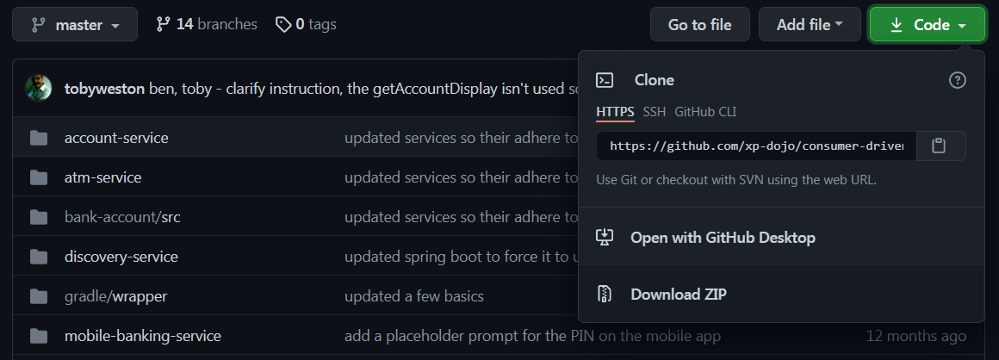 master 14 branches 0 tags Go to file Add file Code
tobyweston ben, toby - clarify instruction, the getAccountDisplay isn't used
Clone
HTTPS SSH GitHub CLI
account-service updated services so their adhere to
https://github.com/xp-dojo/consumer-driven
atm-service updated services so their adhere to
Use Git or checkout with SVN using the web URL.
bank-account/src updated services so their adhere to
Open with GitHub Desktop
discovery-service updated spring boot to force it to
gradle/wrapper updated a few basics
Download ZIP
mobile-banking-service add a placeholder prompt for the PIN on the mobile app 12 months ago